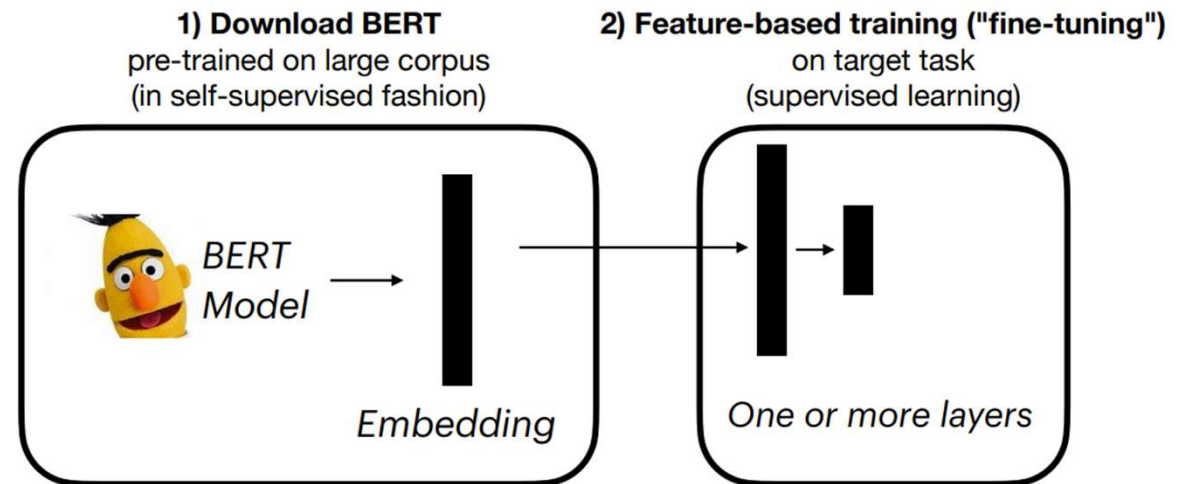 1) Download BERT
pre-trained on large corpus
(in self-supervised fashion)
2) Feature-based training ("fine-tuning")
on target task
(supervised learning)
BERT
Model
Embedding
One or more layers